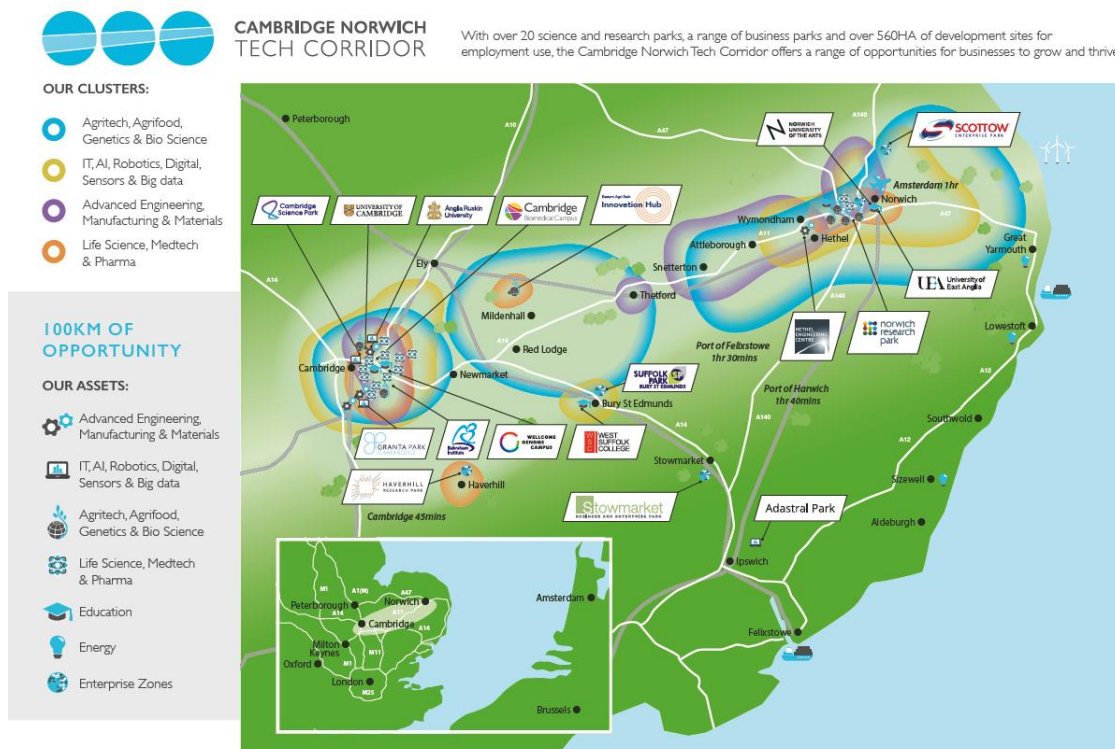 CAMBRIDGE NORWICH
TECH CORRIDOR
With over 20 science and research parks, a range of business parks and over 560HA of development sites for
employment use, the Cambridge Norwich Tech Corridor offers a range of opportunities for businesses to grow and thrive
OUR CLUSTERS:
Agritech, Agrifood,
Genetics & Bio Science
IT, AI, Robotics, Digital,
Sensors & Big data
Advanced Engineering,
Manufacturing & Materials
Life Science, Medtech
& Pharma
100KM OF
OPPORTUNITY
OUR ASSETS:
Advanced Engineering,
Manufacturing & Materials
IT, AI, Robotics, Digital,
Sensors & Big data
Agritech, Agrifood,
Genetics & Bio Science
Life Science, Medtech
& Pharma
Education
Energy
Enterprise Zones
Peterborough
A10
A47
A140
NORWICH
UNIVERSITY
OF THE ARTS
SCOTTOW
ENTERPRISE PARK
Amsterdam 1hr
Norwich
A47
Cambridge
Science Park
UNIVERSITY OF
CAMBRIDGE
Anglia Ruskin
University
Cambridge
Biomedical Campus
Innovation Hub
Wymondham
Hethel
Attleborough
A11
Great
Yarmouth
Snetterton
Ely
A14
Thetford
UEA
University of
East Anglia
Mildenhall
A140
HETHEL
ENGINEERING
CENTRE
norwich
research
park
Lowestoft
Red Lodge
A14
Port of Felixstowe
1hr 30mins
Cambridge
Newmarket
SUFFOLK
PARK
BURY ST EDMUNDS
Port of Harwich
1hr 40mins
A12
Bury St Edmunds
A140
Southwold
A14
A12
GRANTA PARK
CAMBRIDGE
Babraham
Institute
WELLCOME
GENOME
CAMPUS
WEST
SUFFOLK
COLLEGE
Stowmarket
HAVERHILL
RESEARCH PARK
Haverhill
Sizewell
Cambridge 45mins
Stowmarket
BUSINESS AND ENTERPRISE PARK
Adastral Park
Aldeburgh
Ipswich
Felixstowe
M1
A1(M)
A47
Peterborough
Norwich
A14
A11
Cambridge
A14
Milton
Keynes
M11
Oxford
M1
London
M25
Amsterdam
Brussels